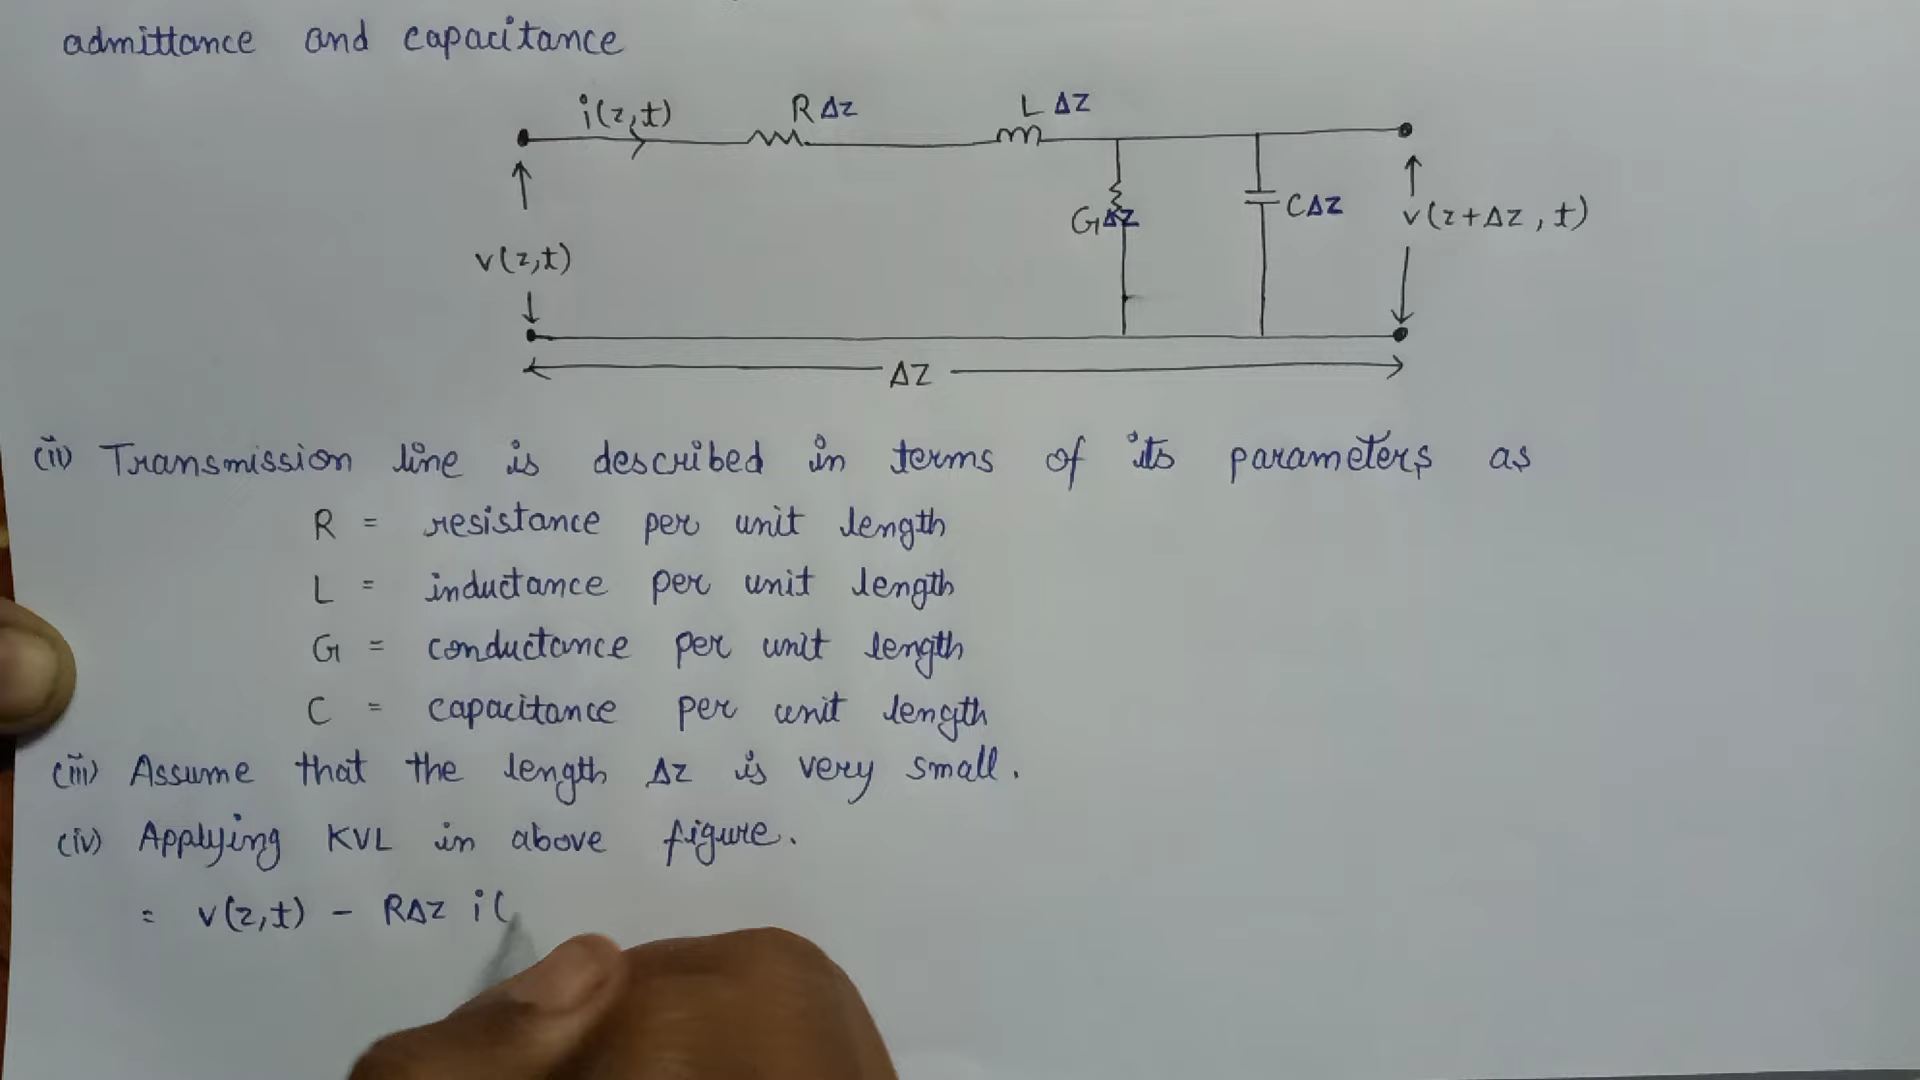 admittance and capacitance
i(z,t) RΔz LΔz
GΔz CΔz v(z+Δz, t)
v(z,t)
Δz
(ii) Transmission line is described in terms of its parameters as
R = resistance per unit length
L = inductance per unit length
G = conductance per unit length
C = capacitance per unit length
(iii) Assume that the length Δz is very small.
(iv) Applying KVL in above figure.
= v(z,t) - RΔz i(